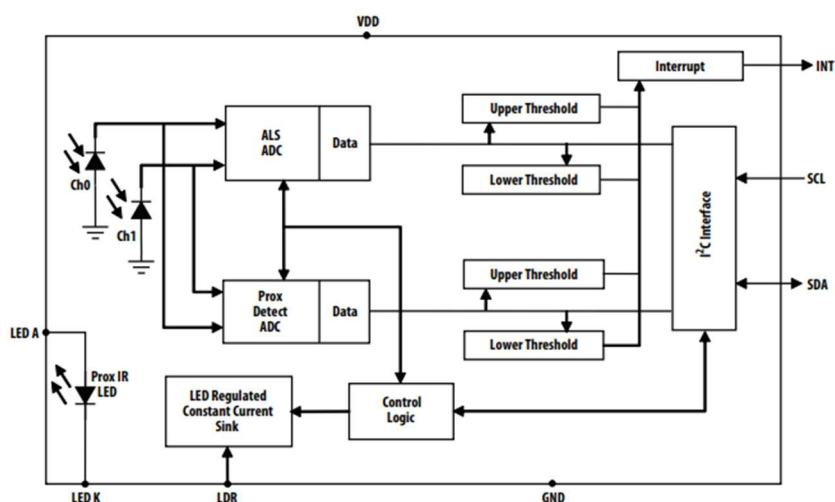 VDD
Interrupt
INT
ALS
ADC
Data
Upper Threshold
Lower Threshold
Ch0
Ch1
I²C Interface
SCL
SDA
Prox
Detect
ADC
Data
Upper Threshold
Lower Threshold
LED A
Prox IR
LED
LED Regulated
Constant Current
Sink
Control
Logic
LED K
LDR
GND